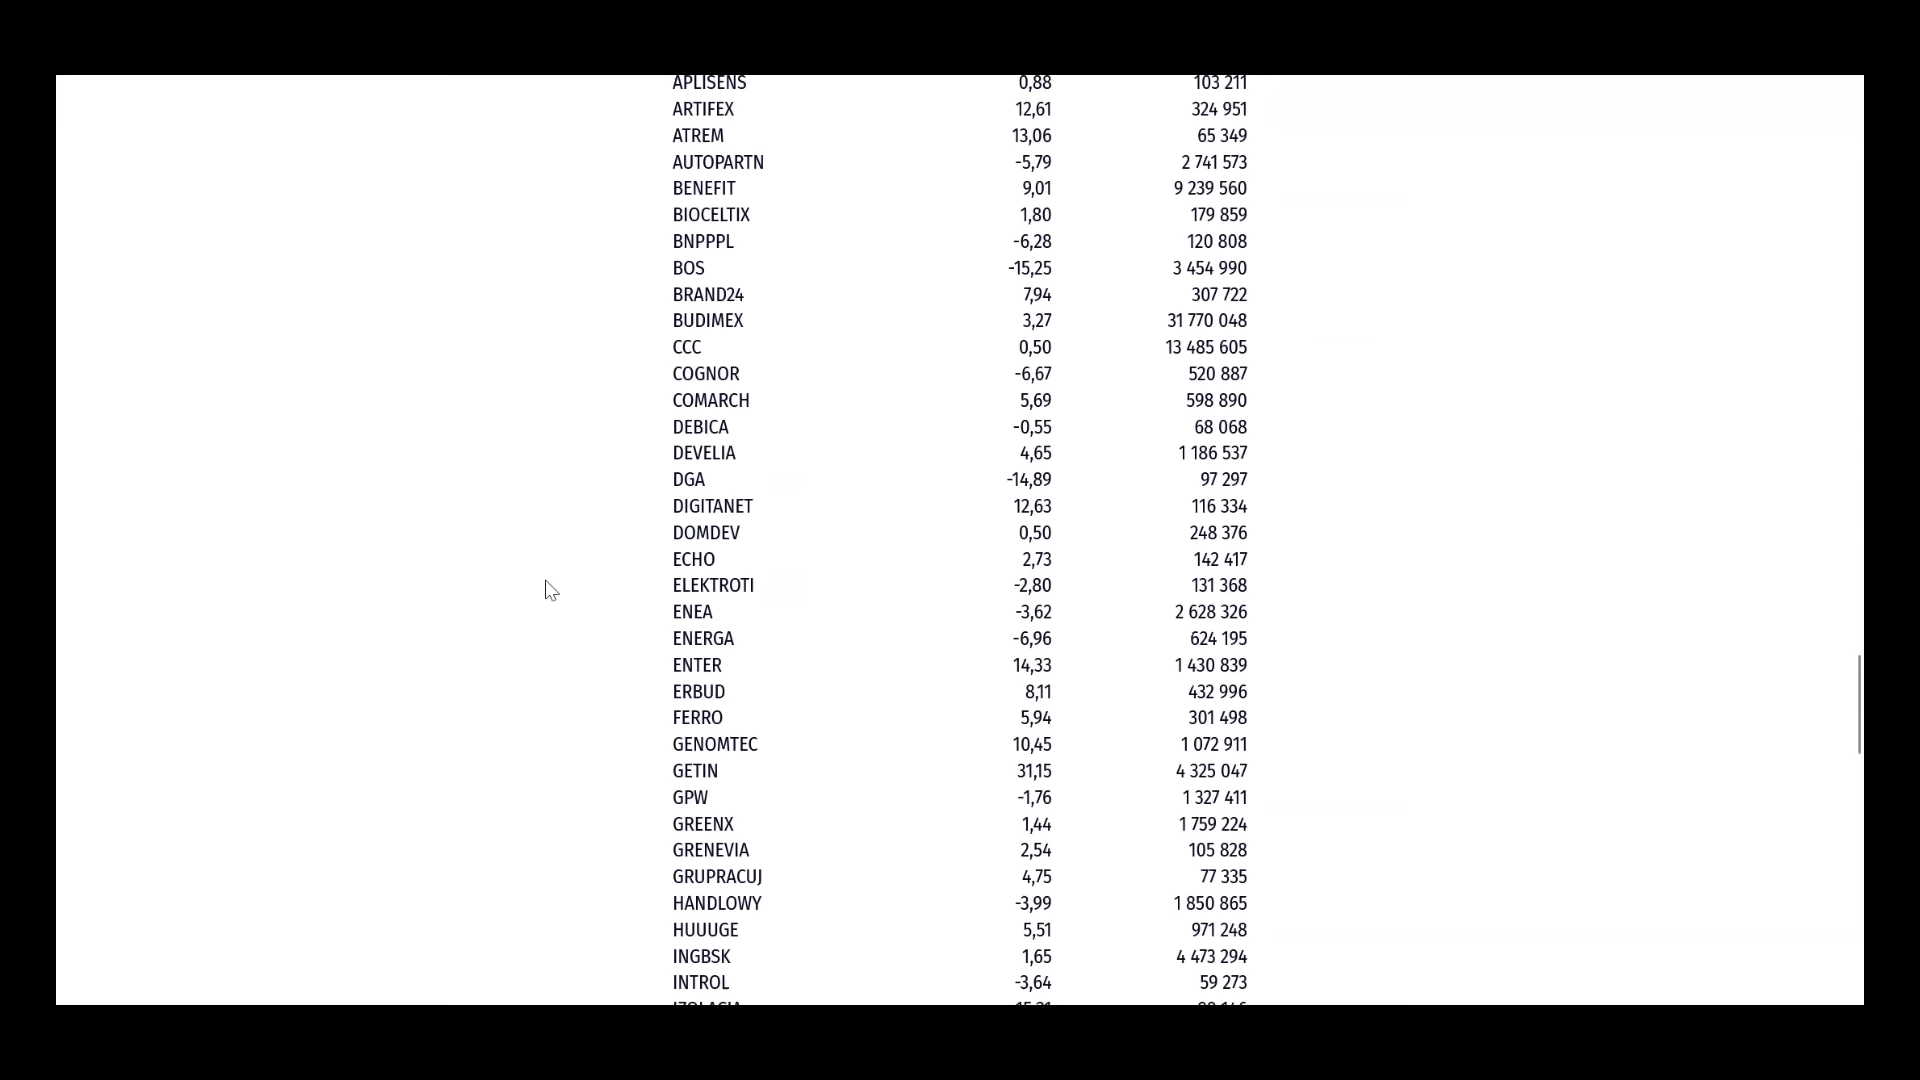 APLISENS 0,88 103 211
ARTIFEX 12,61 324 951
ATREM 13,06 65 349
AUTOPARTN -5,79 2 741 573
BENEFIT 9,01 9 239 560
BIOCELTIX 1,80 179 859
BNPPPL -6,28 120 808
BOS -15,25 3 454 990
BRAND24 7,94 307 722
BUDIMEX 3,27 31 770 048
CCC 0,50 13 485 605
COGNOR -6,67 520 887
COMARCH 5,69 598 890
DEBICA -0,55 68 068
DEVELIA 4,65 1 186 537
DGA -14,89 97 297
DIGITANET 12,63 116 334
DOMDEV 0,50 248 376
ECHO 2,73 142 417
ELEKTROTI -2,80 131 368
ENEA -3,62 2 628 326
ENERGA -6,96 624 195
ENTER 14,33 1 430 839
ERBUD 8,11 432 996
FERRO 5,94 301 498
GENOMTEC 10,45 1 072 911
GETIN 31,15 4 325 047
GPW -1,76 1 327 411
GREENX 1,44 1 759 224
GRENEVIA 2,54 105 828
GRUPRACUJ 4,75 77 335
HANDLOWY -3,99 1 850 865
HUUUGE 5,51 971 248
INGBSK 1,65 4 473 294
INTROL -3,64 59 273